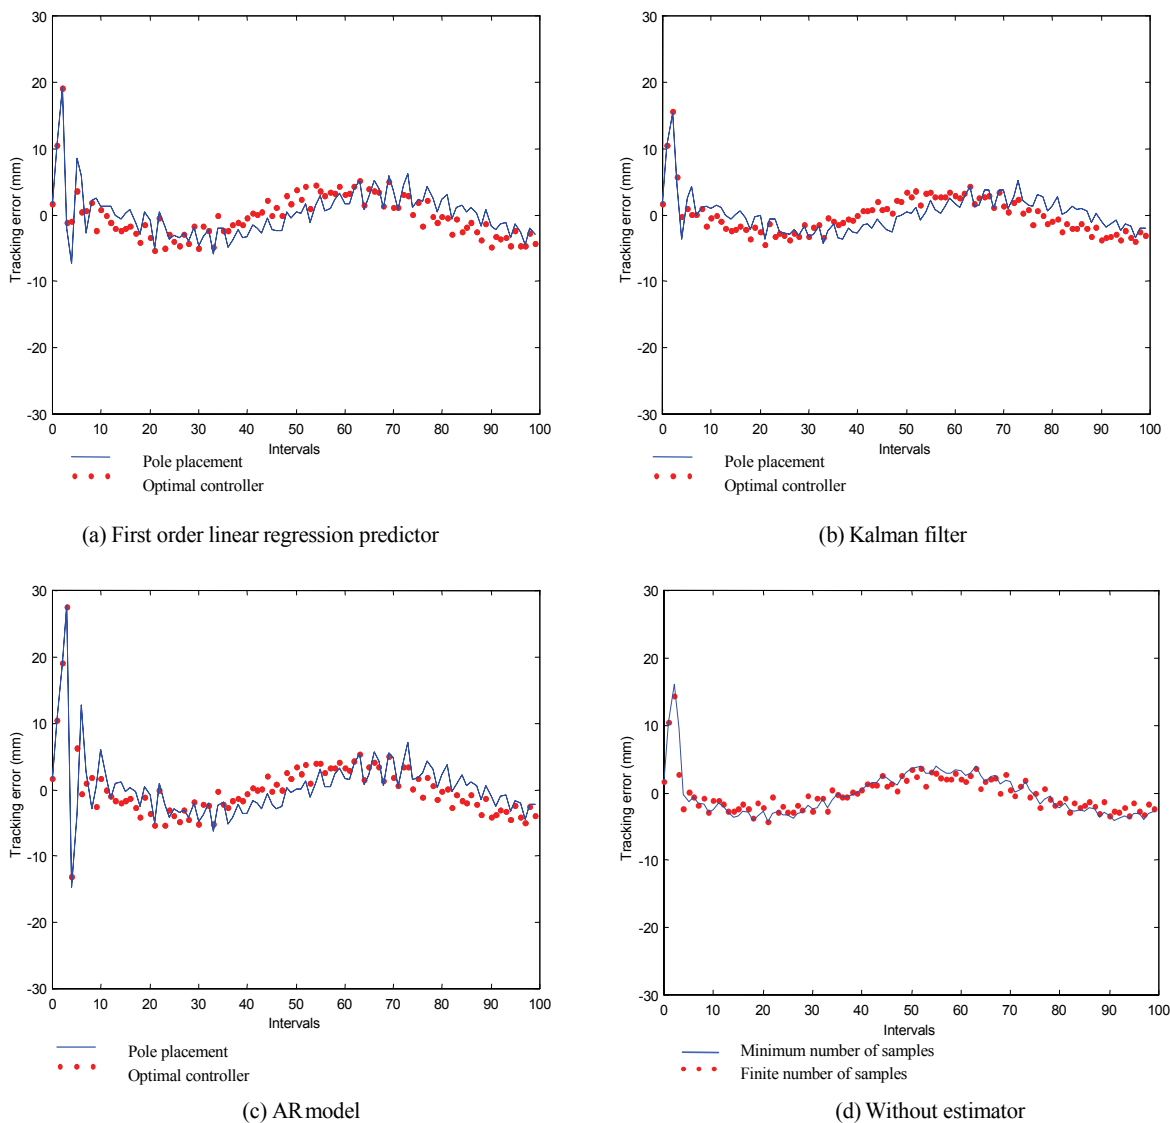 30
20
10
0
-10
-20
-30
Tracking error (mm)
0 10 20 30 40 50 60 70 80 90 100
Intervals
Pole placement
Optimal controller
(a) First order linear regression predictor
30
20
10
0
-10
-20
-30
Tracking error (mm)
0 10 20 30 40 50 60 70 80 90 100
Intervals
Pole placement
Optimal controller
(b) Kalman filter
30
20
10
0
-10
-20
-30
Tracking error (mm)
0 10 20 30 40 50 60 70 80 90 100
Intervals
Pole placement
Optimal controller
(c) AR model
30
20
10
0
-10
-20
-30
Tracking error (mm)
0 10 20 30 40 50 60 70 80 90 100
Intervals
Minimum number of samples
Finite number of samples
(d) Without estimator